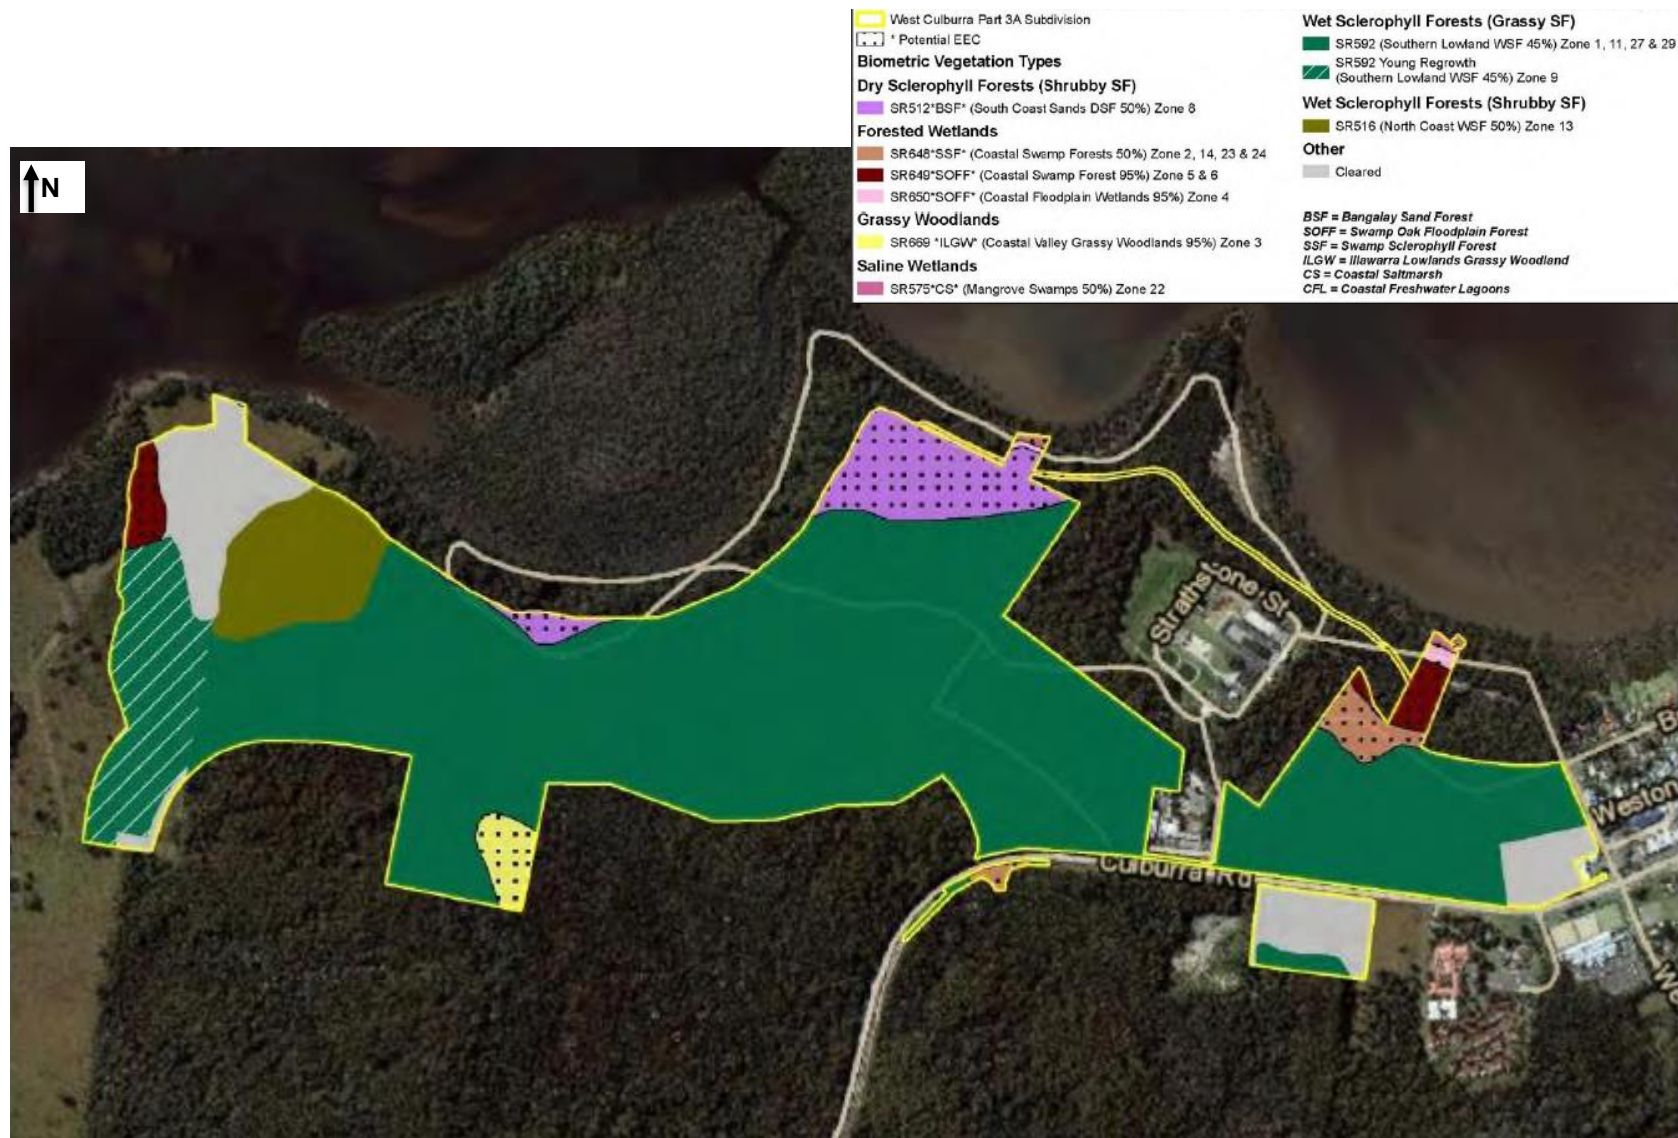 West Culburra Part 3A Subdivision
* Potential EEC
Biometric Vegetation Types
Dry Sclerophyll Forests (Shrubby SF)
SR512*BSF* (South Coast Sands DSF 50%) Zone 8
Forested Wetlands
SR648*SSF* (Coastal Swamp Forests 50%) Zone 2, 14, 23 & 24
SR649*SOFF* (Coastal Swamp Forest 95%) Zone 5 & 6
SR650*SOFF* (Coastal Floodplain Wetlands 95%) Zone 4
Grassy Woodlands
SR669 *ILGW* (Coastal Valley Grassy Woodlands 95%) Zone 3
Saline Wetlands
SR575*CS* (Mangrove Swamps 50%) Zone 22
Wet Sclerophyll Forests (Grassy SF)
SR592 (Southern Lowland WSF 45%) Zone 1, 11, 27 & 29
SR592 Young Regrowth
(Southern Lowland WSF 45%) Zone 9
Wet Sclerophyll Forests (Shrubby SF)
SR516 (North Coast WSF 50%) Zone 13
Other
Cleared
BSF = Bangalay Sand Forest
SOFF = Swamp Oak Floodplain Forest
SSF = Swamp Sclerophyll Forest
ILGW = Illawarra Lowlands Grassy Woodland
CS = Coastal Saltmarsh
CFL = Coastal Freshwater Lagoons
N
Strathstone St
Culburra Rd
Weston